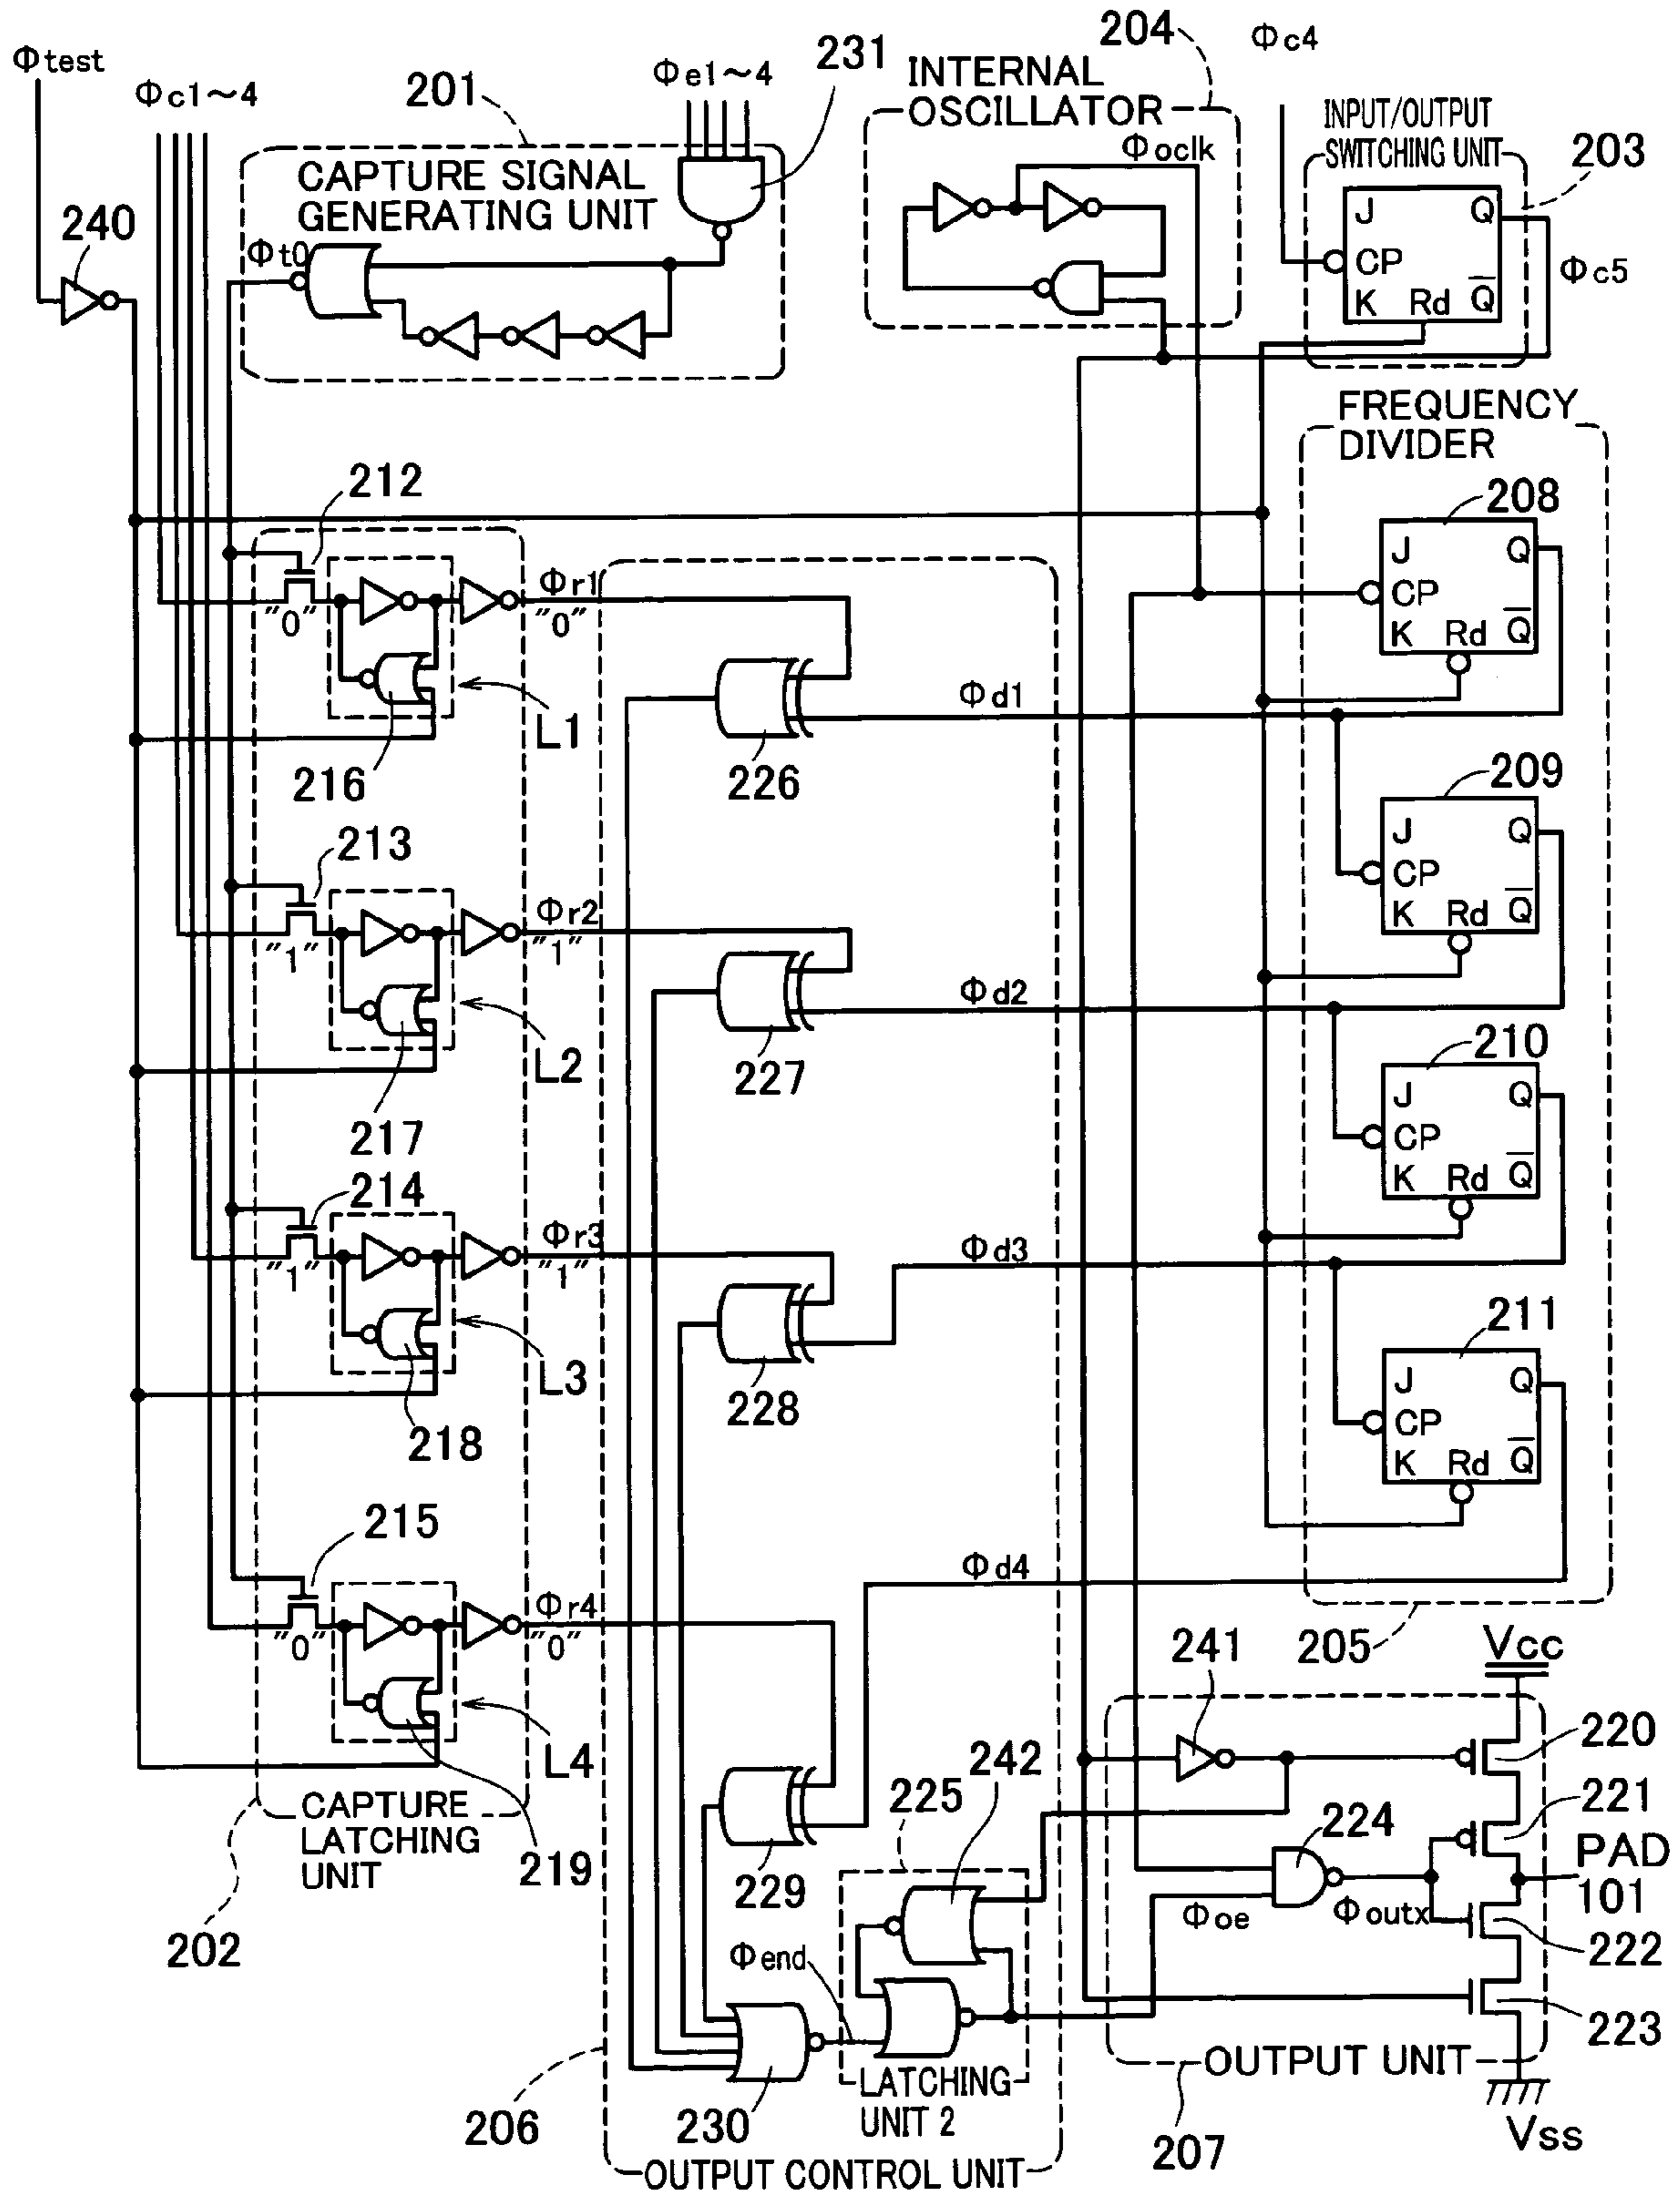 Φtest
Φc1~4
201
Φe1~4
231
INTERNAL
OSCILLATOR
204
Φc4
INPUT/OUTPUT
SWITCHING UNIT
203
240
CAPTURE SIGNAL
GENERATING UNIT
Φt0
Φoclk
J
Q
CP
K
Rd
Q̅
Φc5
FREQUENCY
DIVIDER
212
208
J
Q
CP
K
Rd
Q̅
"0"
Φr1
"0"
L1
216
226
Φd1
209
J
Q
CP
K
Rd
Q̅
213
"1"
Φr2
"1"
L2
217
227
Φd2
210
J
Q
CP
K
Rd
Q̅
214
"1"
Φr3
"1"
L3
218
228
Φd3
211
J
Q
CP
K
Rd
Q̅
215
"0"
Φr4
"0"
L4
219
229
Φd4
205
CAPTURE
LATCHING
UNIT
202
225
242
241
Vcc
220
221
224
PAD
101
222
223
Φoe
Φoutx
Φend
230
LATCHING
UNIT 2
206
OUTPUT CONTROL UNIT
OUTPUT UNIT
207
Vss